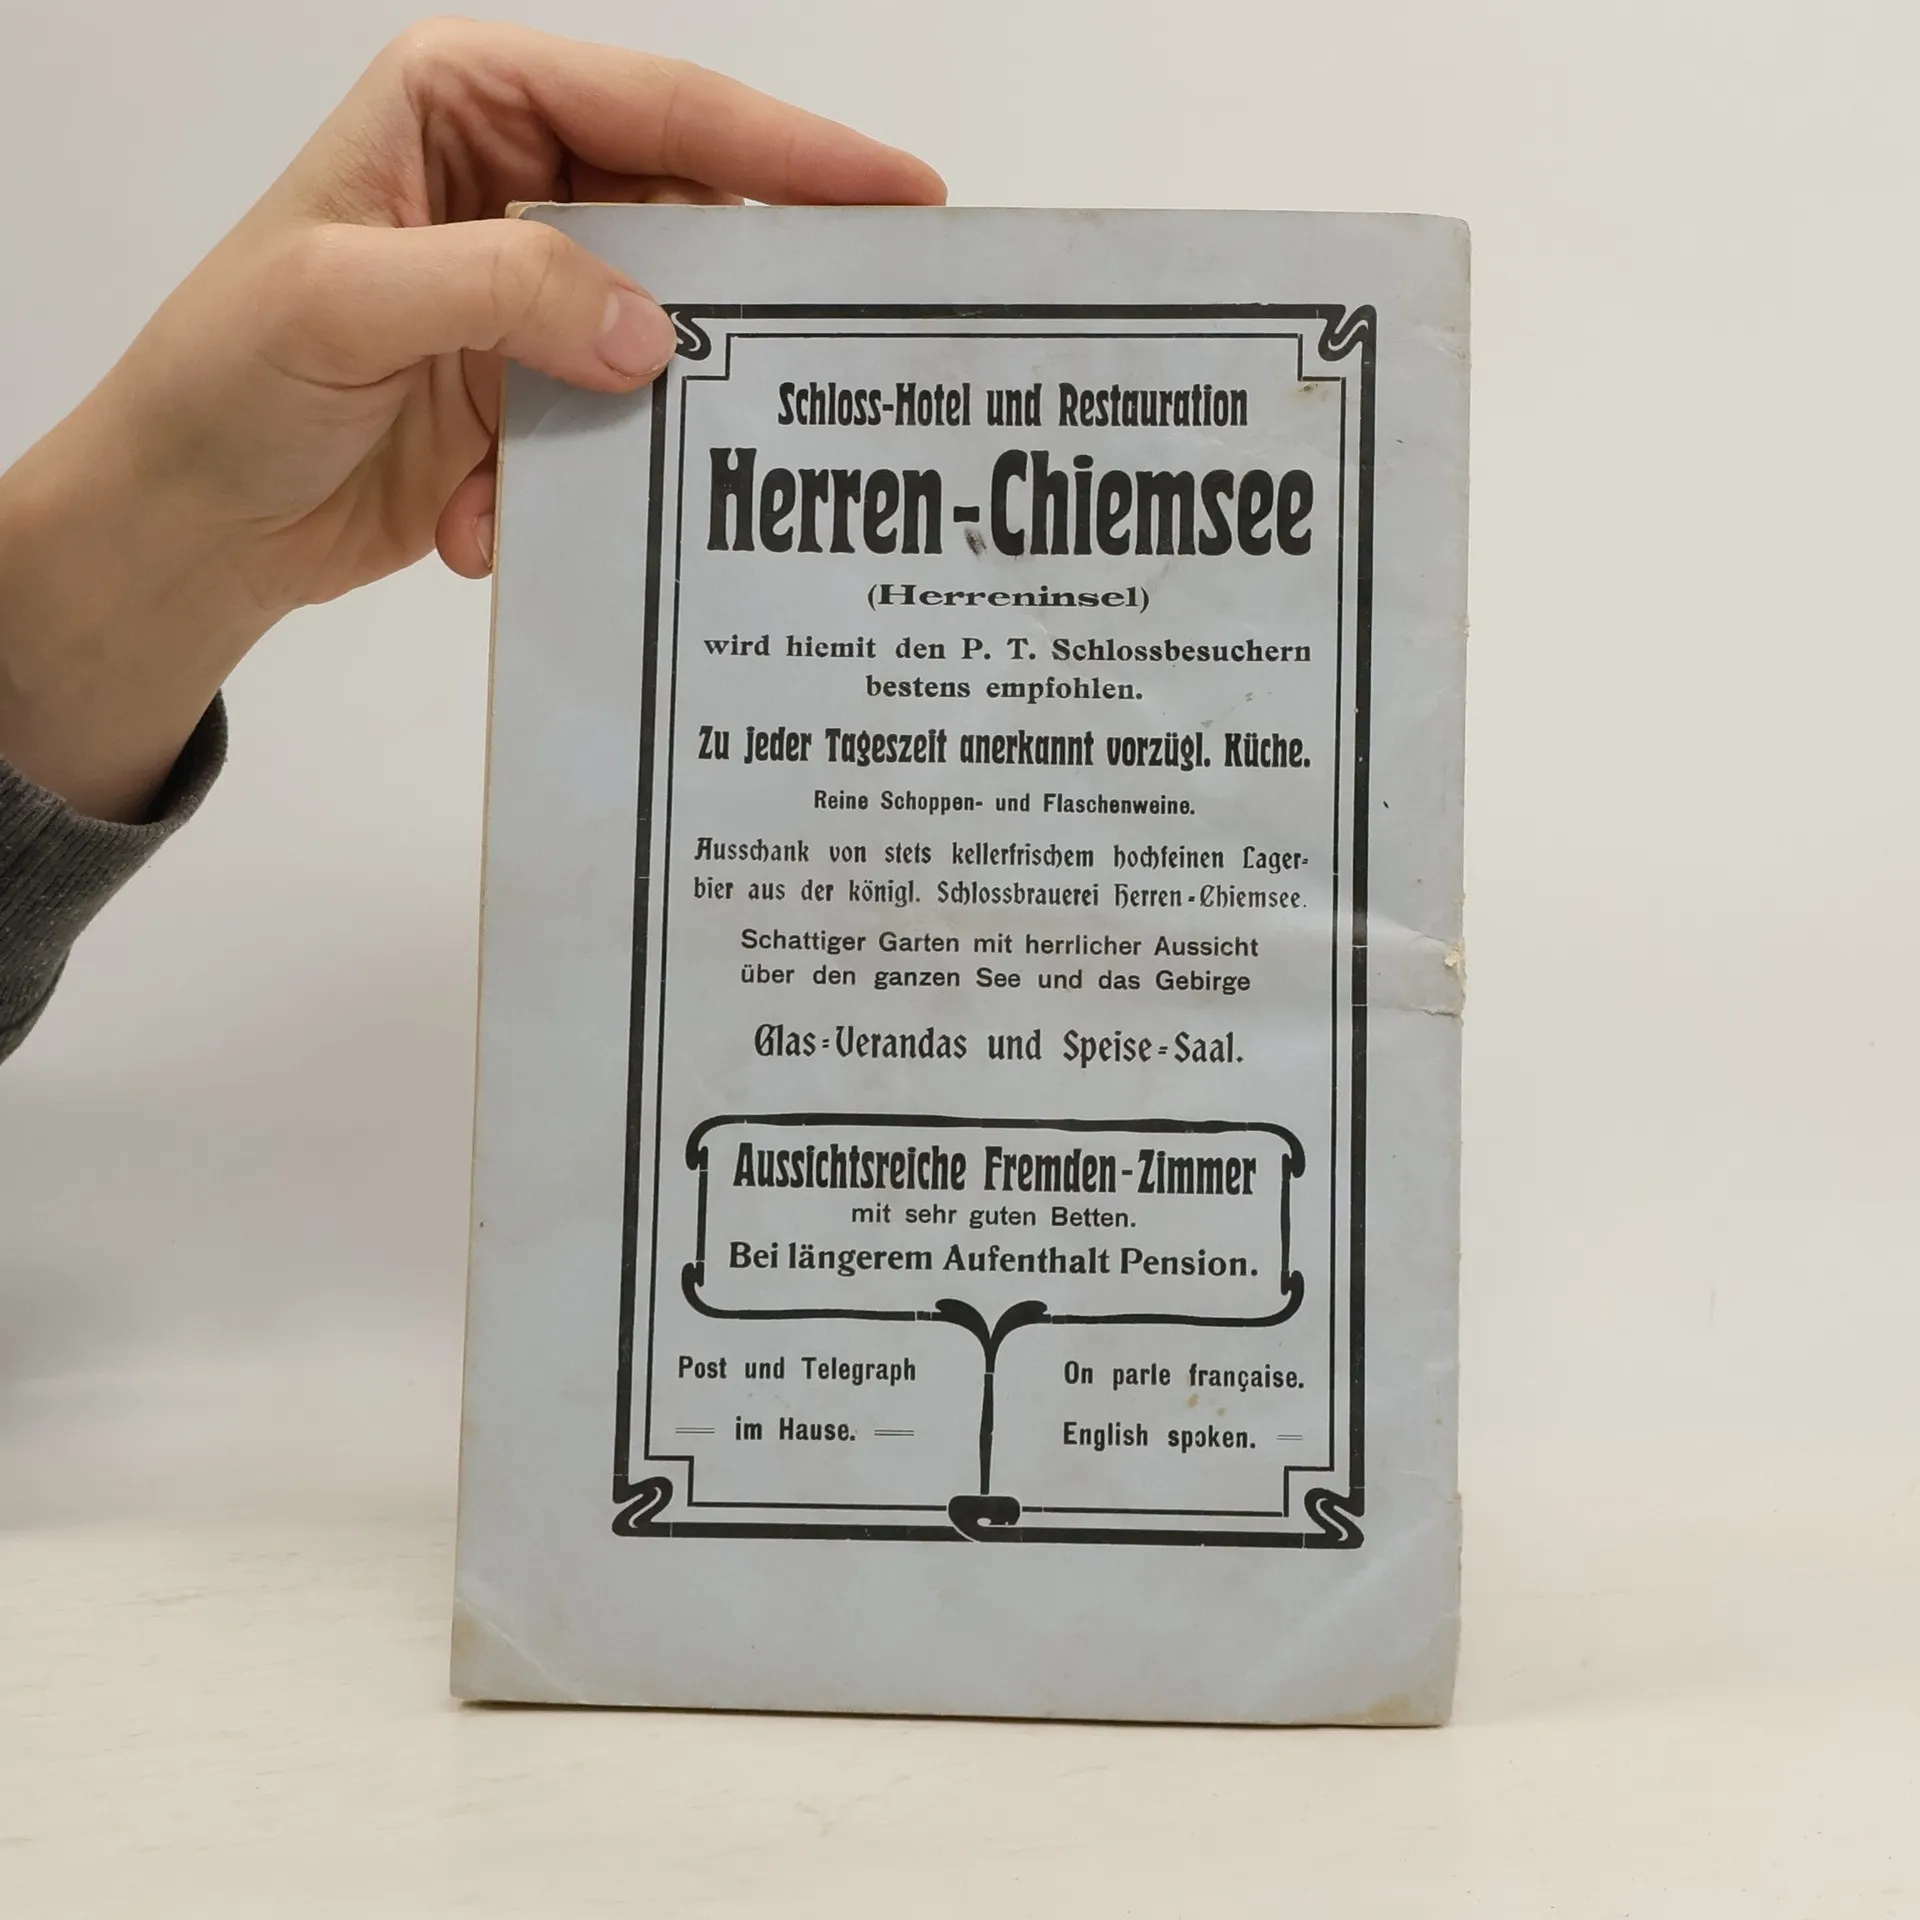 Schloss-Hotel und Restauration
Herren-Chiemsee
(Herreninsel)
wird hiemit den P. T. Schlossbesuchern
bestens empfohlen.
Zu jeder Tageszeit anerkannt vorzügl. Küche.
Reine Schoppen- und Flaschenweine.
Ausschank von stets kellerfrischem hochfeinen Lager-
bier aus der königl. Schlossbrauerei Herren-Chiemsee.
Schattiger Garten mit herrlicher Aussicht
über den ganzen See und das Gebirge
Glas-Verandas und Speise-Saal.
Aussichtsreiche Fremden-Zimmer
mit sehr guten Betten.
Bei längerem Aufenthalt Pension.
Post und Telegraph
im Hause.
On parle française.
English spoken.